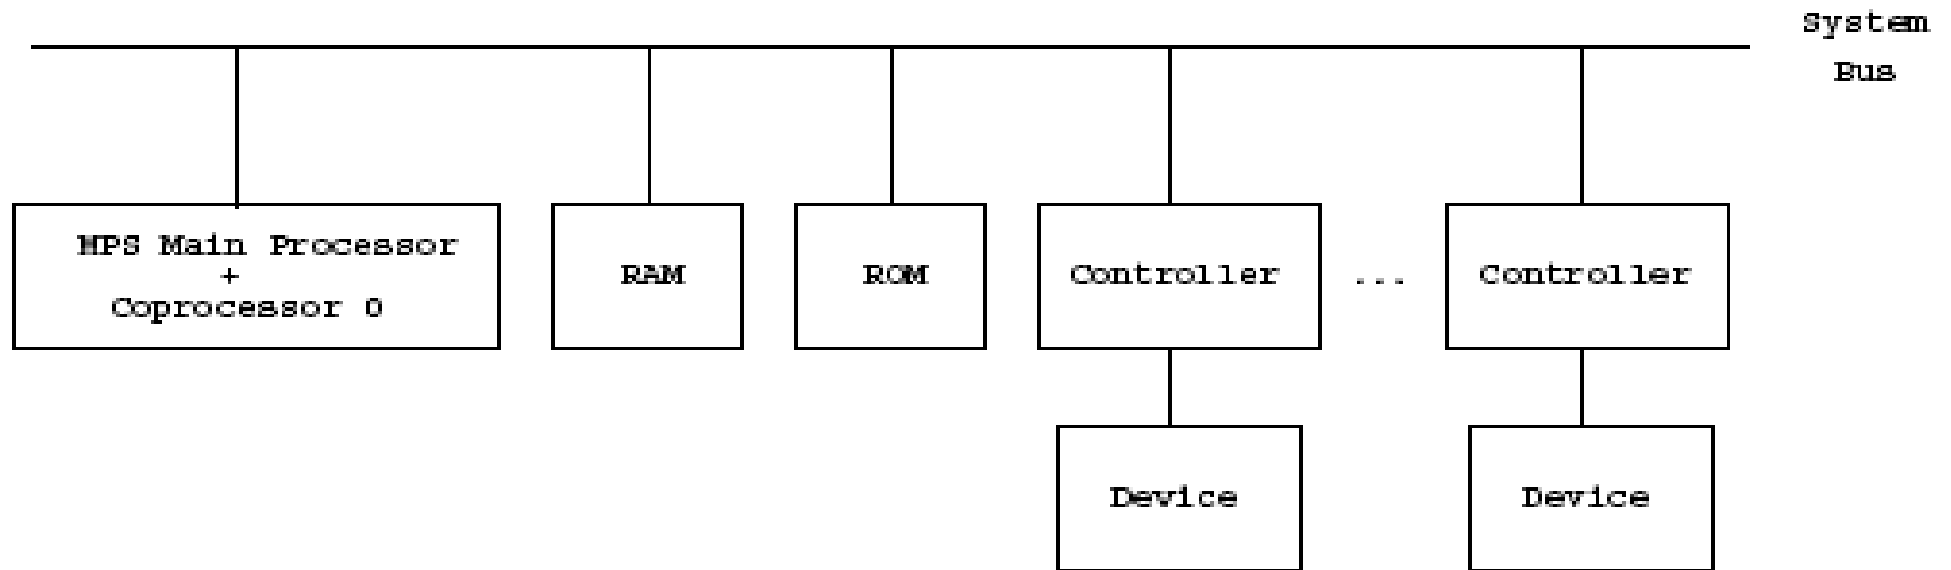 System
Bus
MPS Main Processor
+
Coprocessor 0
RAM
ROM
Controller
...
Controller
Device
Device